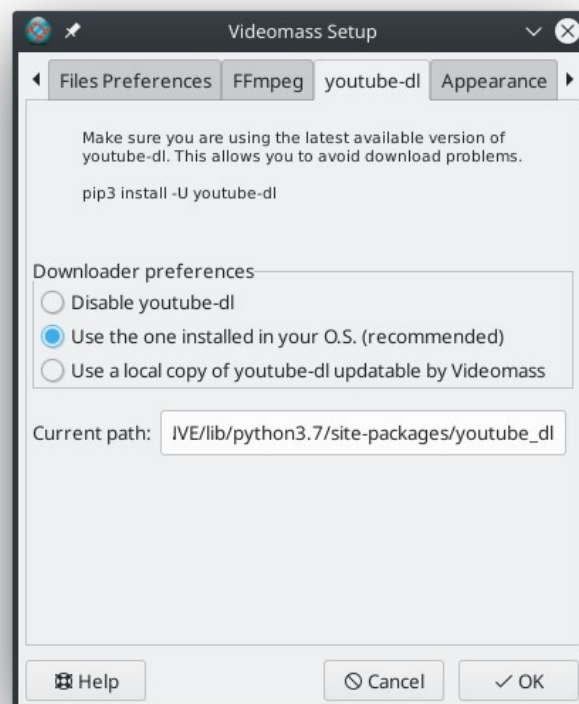 Videomass Setup
Files Preferences FFmpeg youtube-dl Appearance
Make sure you are using the latest available version of
youtube-dl. This allows you to avoid download problems.
pip3 install -U youtube-dl
Downloader preferences
Disable youtube-dl
Use the one installed in your O.S. (recommended)
Use a local copy of youtube-dl updatable by Videomass
Current path: IVE/lib/python3.7/site-packages/youtube_dl
Help Cancel OK